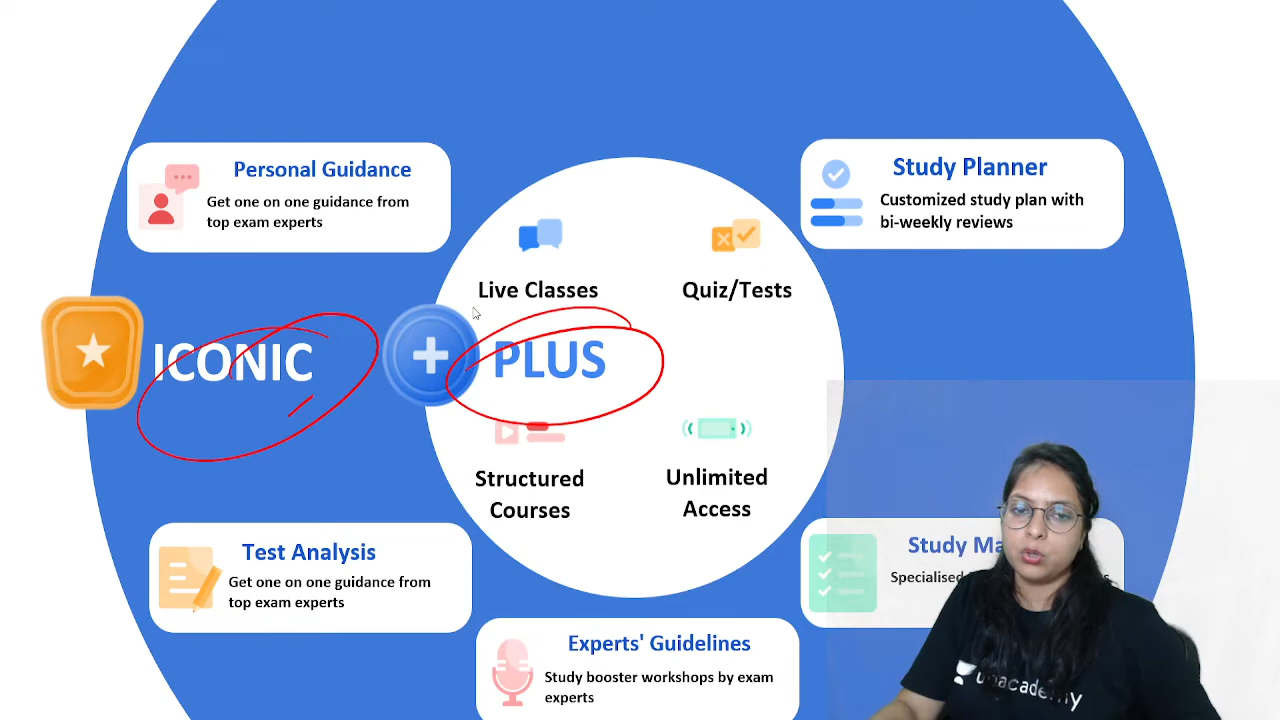 Personal Guidance
Get one on one guidance from
top exam experts
Study Planner
Customized study plan with
bi-weekly reviews
Live Classes
Quiz/Tests
ICONIC
PLUS
Structured
Courses
Unlimited
Access
Test Analysis
Get one on one guidance from
top exam experts
Study
Specialised
Experts' Guidelines
Study booster workshops by exam
experts
unacademy